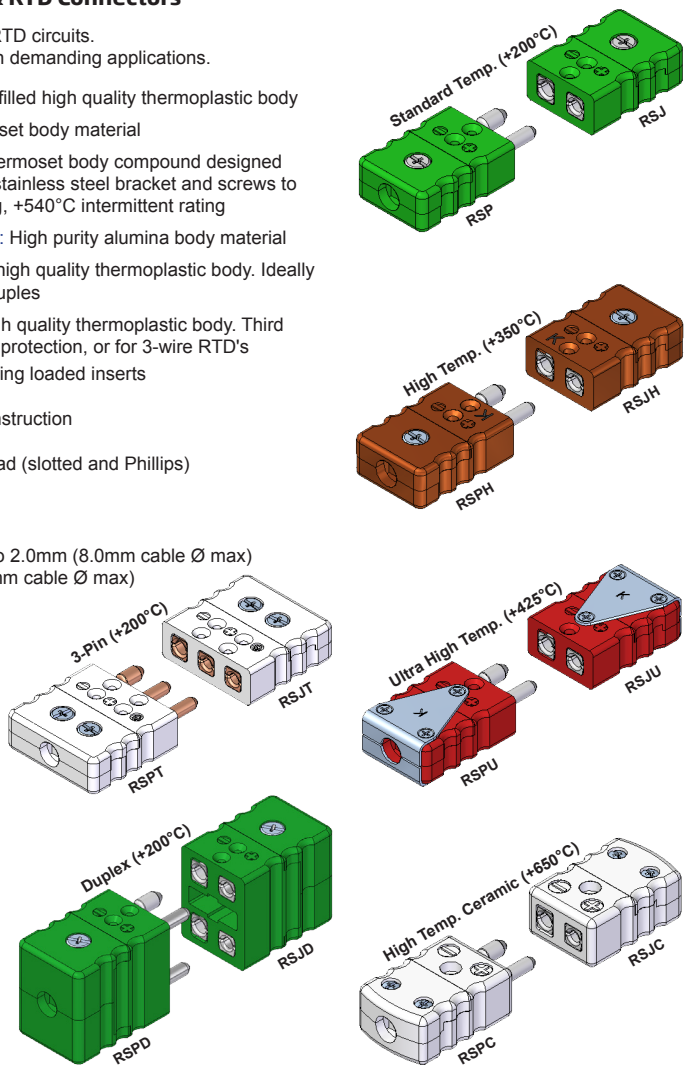 RTD Connectors
RTD circuits.
demanding applications.
filled high quality thermoplastic body
set body material
ermoset body compound designed
stainless steel bracket and screws to
, +540°C intermittent rating
: High purity alumina body material
high quality thermoplastic body. Ideally
uples
h quality thermoplastic body. Third
protection, or for 3-wire RTD's
ing loaded inserts
nstruction
ad (slotted and Phillips)
o 2.0mm (8.0mm cable Ø max)
mm cable Ø max)
Standard Temp. (+200°C)
RSJ
RSP
High Temp. (+350°C)
K
RSJH
K
RSPH
3-Pin (+200°C)
RSJT
RSPT
Ultra High Temp. (+425°C)
K
RSJU
K
RSPU
Duplex (+200°C)
RSJD
RSPD
High Temp. Ceramic (+650°C)
RSJC
RSPC